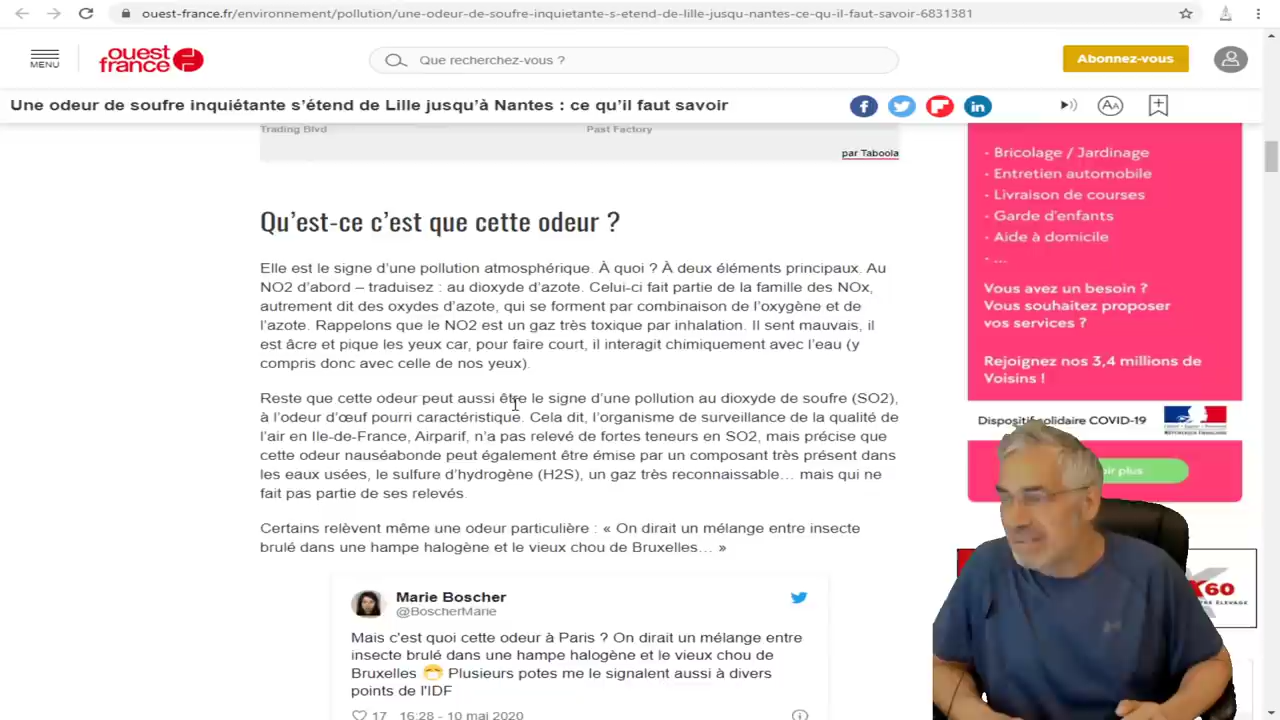 ouest-france.fr/environnement/pollution/une-odeur-de-soufre-inquietante-s-etend-de-lille-jusqu-nantes-ce-qu-il-faut-savoir-6831381
MENU
ouest
france
Que recherchez-vous ?
Abonnez-vous
Une odeur de soufre inquiétante s'étend de Lille jusqu'à Nantes : ce qu'il faut savoir
Trading Blvd
Past Factory
par Taboola
Qu'est-ce c'est que cette odeur ?
Elle est le signe d'une pollution atmosphérique. À quoi ? À deux éléments principaux. Au
NO2 d'abord – traduisez : au dioxyde d'azote. Celui-ci fait partie de la famille des NOx,
autrement dit des oxydes d'azote, qui se forment par combinaison de l'oxygène et de
l'azote. Rappelons que le NO2 est un gaz très toxique par inhalation. Il sent mauvais, il
est âcre et pique les yeux car, pour faire court, il interagit chimiquement avec l'eau (y
compris donc avec celle de nos yeux).
Reste que cette odeur peut aussi être le signe d'une pollution au dioxyde de soufre (SO2),
à l'odeur d'œuf pourri caractéristique. Cela dit, l'organisme de surveillance de la qualité de
l'air en Ile-de-France, Airparif n'a pas relevé de fortes teneurs en SO2, mais précise que
cette odeur nauséabonde peut également être émise par un composant très présent dans
les eaux usées, le sulfure d'hydrogène (H2S), un gaz très reconnaissable… mais qui ne
fait pas partie de ses relevés.
Certains relèvent même une odeur particulière : « On dirait un mélange entre insecte
brulé dans une hampe halogène et le vieux chou de Bruxelles… »
Marie Boscher
@BoscherMarie
Mais c'est quoi cette odeur à Paris ? On dirait un mélange entre
insecte brulé dans une hampe halogène et le vieux chou de
Bruxelles 😷 Plusieurs potes me le signalent aussi à divers
points de l'IDF
17 16:28 - 10 mai 2020
- Bricolage / Jardinage
- Entretien automobile
- Livraison de courses
- Garde d'enfants
- Aide à domicile
- ...
Vous avez un besoin ?
Vous souhaitez proposer
vos services ?
Rejoignez nos 3,4 millions de
Voisins !
Dispositif solidaire COVID-19
plus